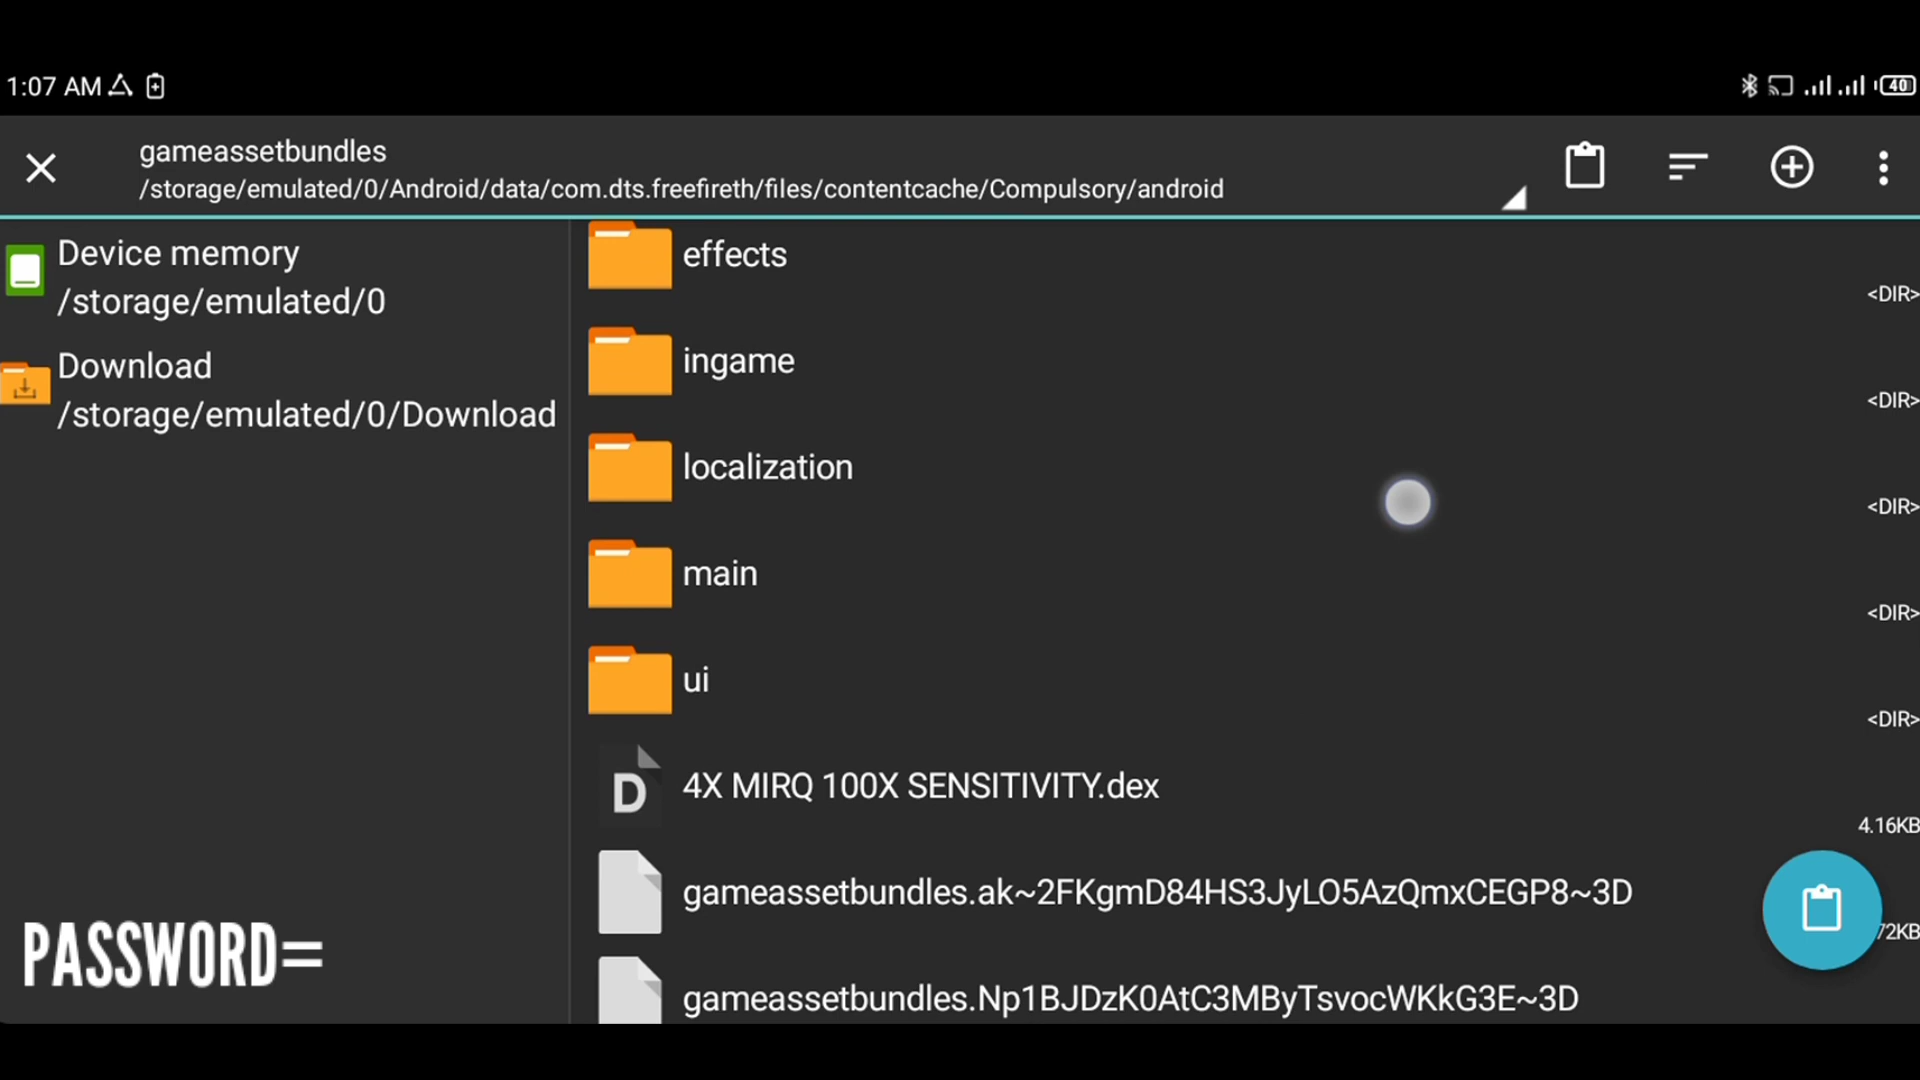 1:07 AM
40
gameassetbundles
/storage/emulated/0/Android/data/com.dts.freefireth/files/contentcache/Compulsory/android
Device memory
/storage/emulated/0
Download
/storage/emulated/0/Download
effects
<DIR>
ingame
<DIR>
localization
<DIR>
main
<DIR>
ui
<DIR>
D
4X MIRQ 100X SENSITIVITY.dex
4.16KB
gameassetbundles.ak~2FKgmD84HS3JyLO5AzQmxCEGP8~3D
72KB
gameassetbundles.Np1BJDzK0AtC3MByTsvocWKkG3E~3D
PASSWORD=